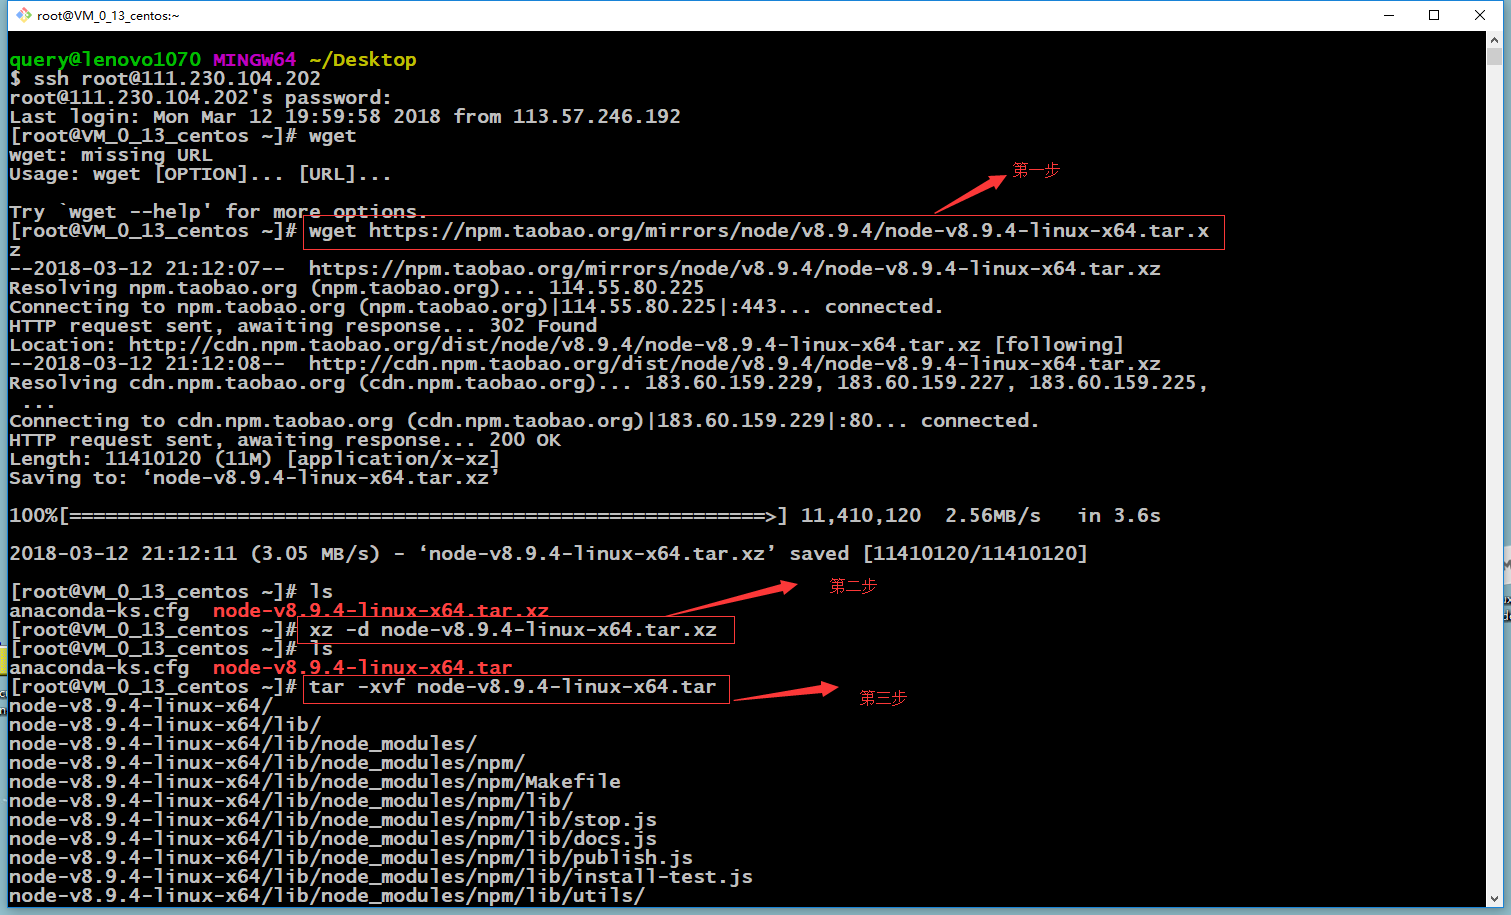 root@VM_0_13_centos:~
query@lenovo1070 MINGW64 ~/Desktop
$ ssh root@111.230.104.202
root@111.230.104.202's password:
Last login: Mon Mar 12 19:59:58 2018 from 113.57.246.192
[root@VM_0_13_centos ~]# wget
wget: missing URL
Usage: wget [OPTION]... [URL]...
第一步
Try `wget --help' for more options.
[root@VM_0_13_centos ~]# wget https://npm.taobao.org/mirrors/node/v8.9.4/node-v8.9.4-linux-x64.tar.x
z
--2018-03-12 21:12:07--  https://npm.taobao.org/mirrors/node/v8.9.4/node-v8.9.4-linux-x64.tar.xz
Resolving npm.taobao.org (npm.taobao.org)... 114.55.80.225
Connecting to npm.taobao.org (npm.taobao.org)|114.55.80.225|:443... connected.
HTTP request sent, awaiting response... 302 Found
Location: http://cdn.npm.taobao.org/dist/node/v8.9.4/node-v8.9.4-linux-x64.tar.xz [following]
--2018-03-12 21:12:08--  http://cdn.npm.taobao.org/dist/node/v8.9.4/node-v8.9.4-linux-x64.tar.xz
Resolving cdn.npm.taobao.org (cdn.npm.taobao.org)... 183.60.159.229, 183.60.159.227, 183.60.159.225,
 ...
Connecting to cdn.npm.taobao.org (cdn.npm.taobao.org)|183.60.159.229|:80... connected.
HTTP request sent, awaiting response... 200 OK
Length: 11410120 (11M) [application/x-xz]
Saving to: ‘node-v8.9.4-linux-x64.tar.xz’
100%[==========================================================>] 11,410,120  2.56MB/s   in 3.6s
2018-03-12 21:12:11 (3.05 MB/s) - ‘node-v8.9.4-linux-x64.tar.xz’ saved [11410120/11410120]
[root@VM_0_13_centos ~]# ls
第二步
anaconda-ks.cfg  node-v8.9.4-linux-x64.tar.xz
[root@VM_0_13_centos ~]# xz -d node-v8.9.4-linux-x64.tar.xz
[root@VM_0_13_centos ~]# ls
anaconda-ks.cfg  node-v8.9.4-linux-x64.tar
[root@VM_0_13_centos ~]# tar -xvf node-v8.9.4-linux-x64.tar
第三步
node-v8.9.4-linux-x64/
node-v8.9.4-linux-x64/lib/
node-v8.9.4-linux-x64/lib/node_modules/
node-v8.9.4-linux-x64/lib/node_modules/npm/
node-v8.9.4-linux-x64/lib/node_modules/npm/Makefile
node-v8.9.4-linux-x64/lib/node_modules/npm/lib/
node-v8.9.4-linux-x64/lib/node_modules/npm/lib/stop.js
node-v8.9.4-linux-x64/lib/node_modules/npm/lib/docs.js
node-v8.9.4-linux-x64/lib/node_modules/npm/lib/publish.js
node-v8.9.4-linux-x64/lib/node_modules/npm/lib/install-test.js
node-v8.9.4-linux-x64/lib/node_modules/npm/lib/utils/